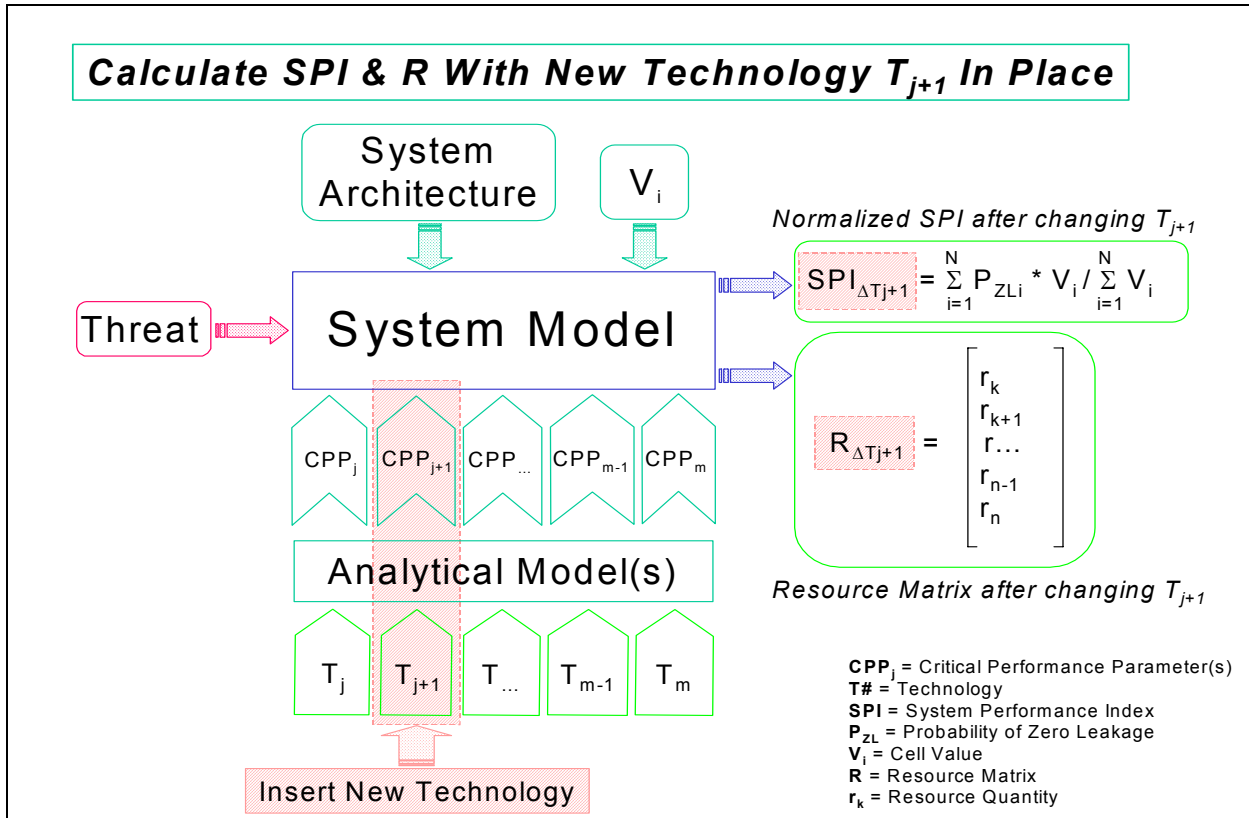 Calculate SPI & R With New Technology Tj+1 In Place
System
Architecture
Vi
Normalized SPI after changing Tj+1
SPIΔTj+1 = N Σ i=1 PZLi * Vi / N Σ i=1 Vi
Threat
System Model
RΔTj+1 =
rk
rk+1
r...
rn-1
rn
CPPj CPPj+1 CPP... CPPm-1 CPPm
Analytical Model(s)
Resource Matrix after changing Tj+1
Tj Tj+1 T... Tm-1 Tm
Insert New Technology
CPPj = Critical Performance Parameter(s)
T# = Technology
SPI = System Performance Index
PZL = Probability of Zero Leakage
Vi = Cell Value
R = Resource Matrix
rk = Resource Quantity